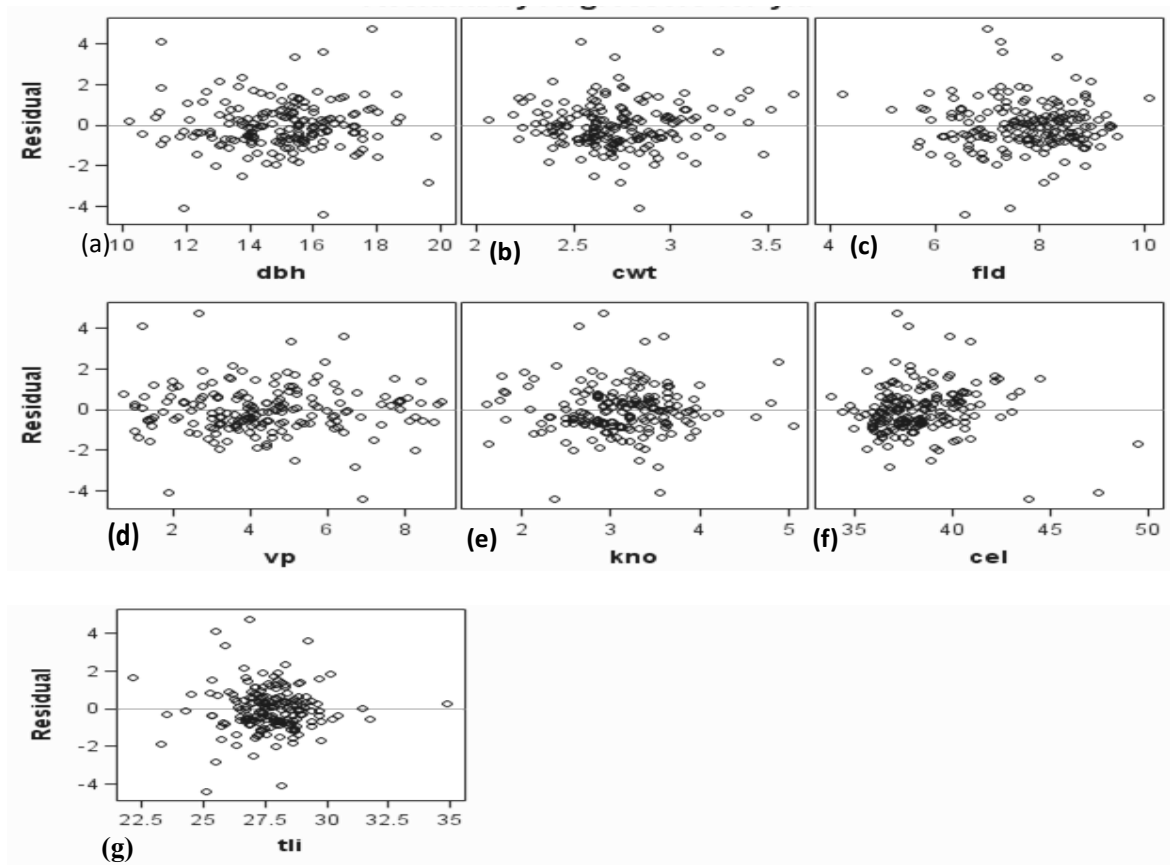 4
2
0
-2
-4
Residual
(a) 10 12 14 16 18 20
dbh
(b) 2 2.5 3 3.5
cwt
(c) 4 6 8 10
fld
4
2
0
-2
-4
Residual
(d) 2 4 6 8
vp
(e) 2 3 4 5
kno
(f) 35 40 45 50
cel
4
2
0
-2
-4
Residual
22.5 25 27.5 30 32.5 35
(g) tli